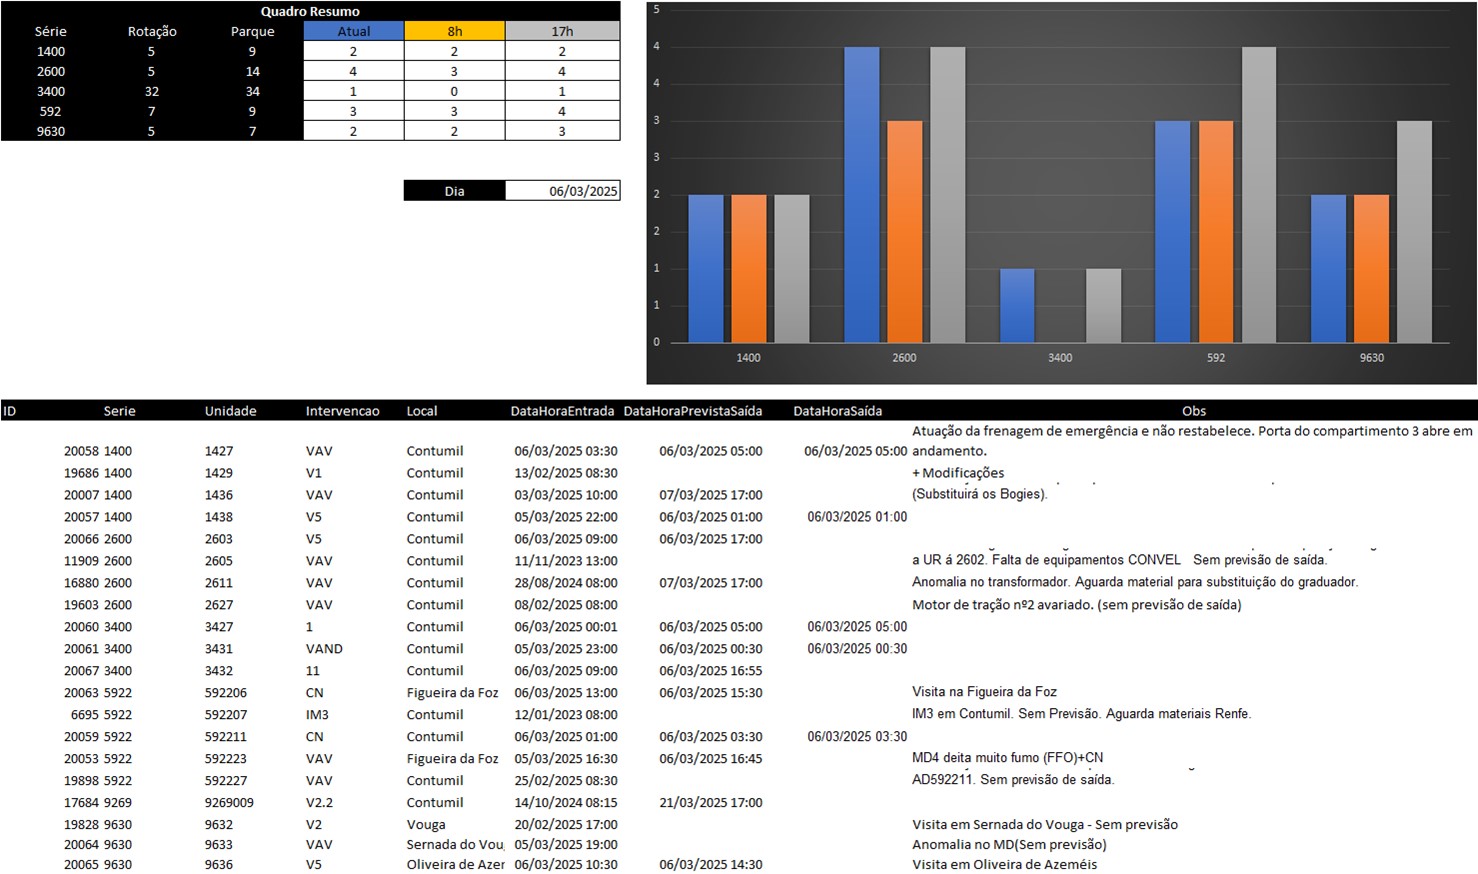 Quadro Resumo
Série Rotação Parque Atual 8h 17h
1400 5 9 2 2 2
2600 5 14 4 3 4
3400 32 34 1 0 1
592 7 9 3 3 4
9630 5 7 2 2 3
Dia 06/03/2025
5
4
4
3
3
2
2
1
1
0
1400 2600 3400 592 9630
ID Serie Unidade Intervencao Local DataHoraEntrada DataHoraPrevistaSaída DataHoraSaída Obs
Atuação da frenagem de emergência e não restabelece. Porta do compartimento 3 abre em
20058 1400 1427 VAV Contumil 06/03/2025 03:30 06/03/2025 05:00 06/03/2025 05:00 andamento.
19686 1400 1429 V1 Contumil 13/02/2025 08:30 + Modificações
20007 1400 1436 VAV Contumil 03/03/2025 10:00 07/03/2025 17:00 (Substituirá os Bogies).
20057 1400 1438 V5 Contumil 05/03/2025 22:00 06/03/2025 01:00 06/03/2025 01:00
20066 2600 2603 V5 Contumil 06/03/2025 09:00 06/03/2025 17:00
11909 2600 2605 VAV Contumil 11/11/2023 13:00 a UR á 2602. Falta de equipamentos CONVEL Sem previsão de saída.
16880 2600 2611 VAV Contumil 28/08/2024 08:00 07/03/2025 17:00 Anomalia no transformador. Aguarda material para substituição do graduador.
19603 2600 2627 VAV Contumil 08/02/2025 08:00 Motor de tração nº2 avariado. (sem previsão de saída)
20060 3400 3427 1 Contumil 06/03/2025 00:01 06/03/2025 05:00 06/03/2025 05:00
20061 3400 3431 VAND Contumil 05/03/2025 23:00 06/03/2025 00:30 06/03/2025 00:30
20067 3400 3432 11 Contumil 06/03/2025 09:00 06/03/2025 16:55
20063 5922 592206 CN Figueira da Foz 06/03/2025 13:00 06/03/2025 15:30 Visita na Figueira da Foz
6695 5922 592207 IM3 Contumil 12/01/2023 08:00 IM3 em Contumil. Sem Previsão. Aguarda materiais Renfe.
20059 5922 592211 CN Contumil 06/03/2025 01:00 06/03/2025 03:30 06/03/2025 03:30
20053 5922 592223 VAV Figueira da Foz 05/03/2025 16:30 06/03/2025 16:45 MD4 deita muito fumo (FFO)+CN
19898 5922 592227 VAV Contumil 25/02/2025 08:30 AD592211. Sem previsão de saída.
17684 9269 9269009 V2.2 Contumil 14/10/2024 08:15 21/03/2025 17:00
19828 9630 9632 V2 Vouga 20/02/2025 17:00 Visita em Sernada do Vouga - Sem previsão
20064 9630 9633 VAV Sernada do Vou 05/03/2025 19:00 Anomalia no MD(Sem previsão)
20065 9630 9636 V5 Oliveira de Azer 06/03/2025 10:30 06/03/2025 14:30 Visita em Oliveira de Azeméis